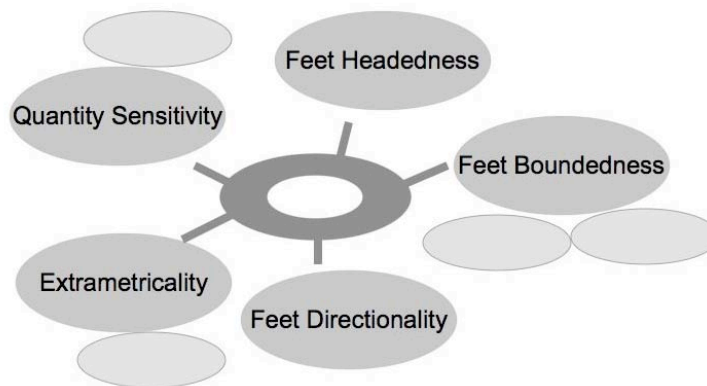 Feet Headedness
Quantity Sensitivity
Feet Boundedness
Extrametricality
Feet Directionality